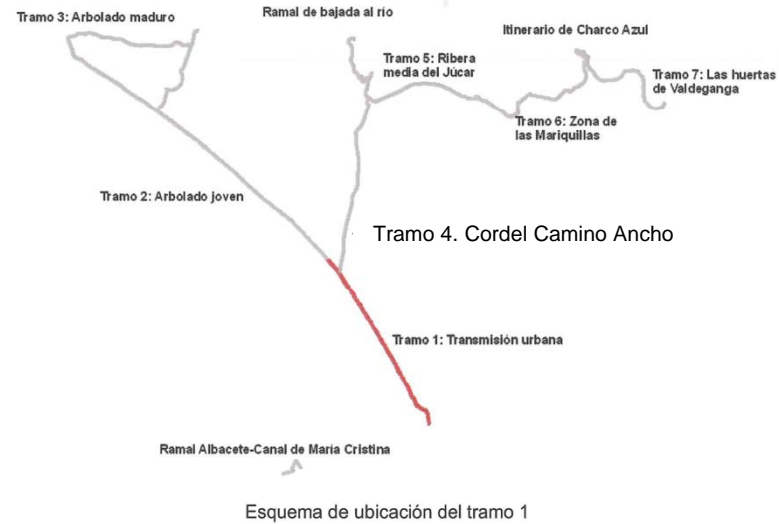 Tramo 3: Arbolado maduro
Ramal de bajada al río
Itinerario de Charco Azul
Tramo 5: Ribera
media del Júcar
Tramo 7: Las huertas
de Valdeganga
Tramo 6: Zona de
las Mariquillas
Tramo 2: Arbolado joven
Tramo 4. Cordel Camino Ancho
Tramo 1: Transmisión urbana
Ramal Albacete-Canal de María Cristina
Esquema de ubicación del tramo 1